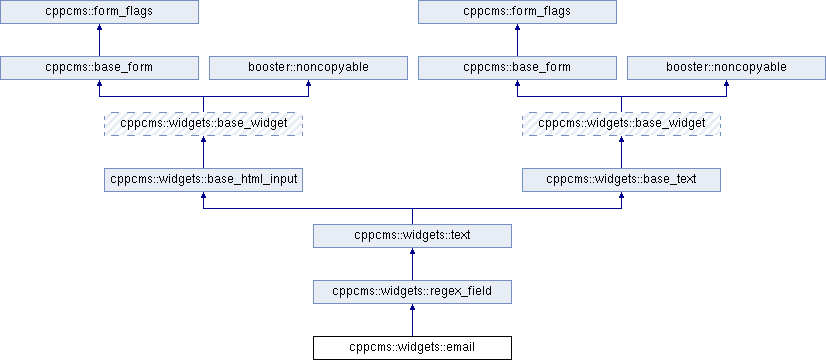 cppcms::form_flags
cppcms::form_flags
cppcms::base_form
booster::noncopyable
cppcms::base_form
booster::noncopyable
cppcms::widgets::base_widget
cppcms::widgets::base_widget
cppcms::widgets::base_html_input
cppcms::widgets::base_text
cppcms::widgets::text
cppcms::widgets::regex_field
cppcms::widgets::email